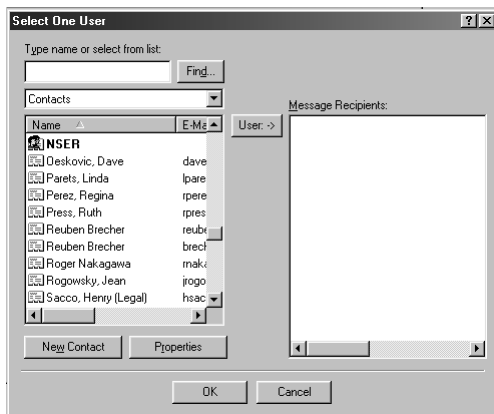 Select One User
Type name or select from list:
Find...
Contacts
Message Recipients:
Name E-Ma
User: ->
NSER
Oeskovic, Dave dave
Parets, Linda lpare
Perez, Regina rpere
Press, Ruth rpres
Reuben Brecher reube
Reuben Brecher brech
Roger Nakagawa rnaka
Rogowsky, Jean jrogo
Sacco, Henry (Legal) hsac
New Contact Properties
OK Cancel